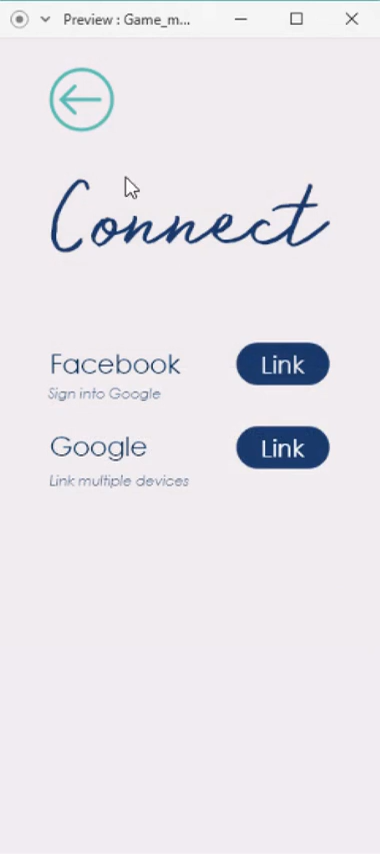 Preview : Game_m...
Connect
Facebook
Link
Sign into Google
Google
Link
Link multiple devices